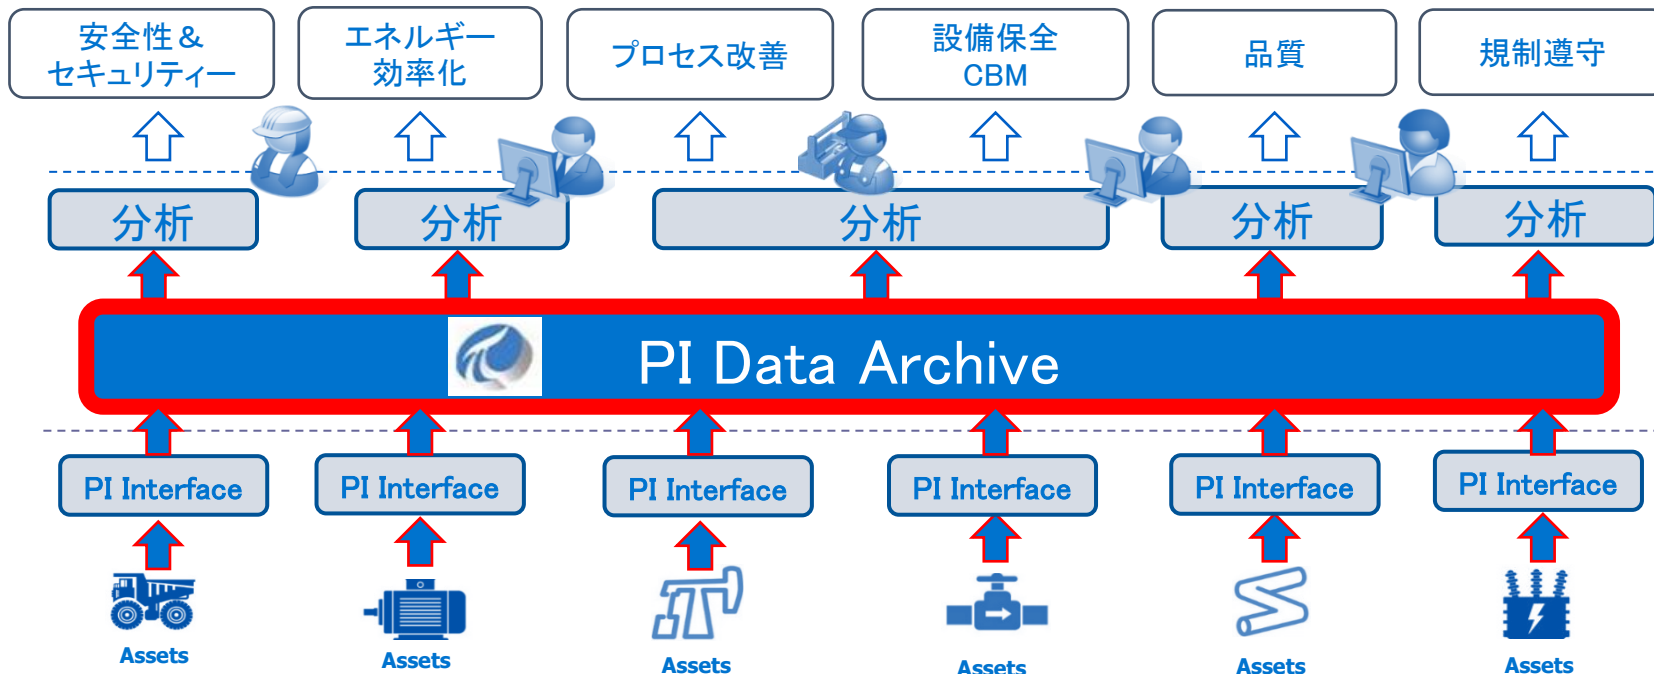 安全性&
セキュリティー
エネルギー
効率化
プロセス改善
設備保全
CBM
品質
規制遵守
分析
分析
分析
分析
分析
PI Data Archive
PI Interface
PI Interface
PI Interface
PI Interface
PI Interface
PI Interface
Assets
Assets
Assets
Assets
Assets
Assets